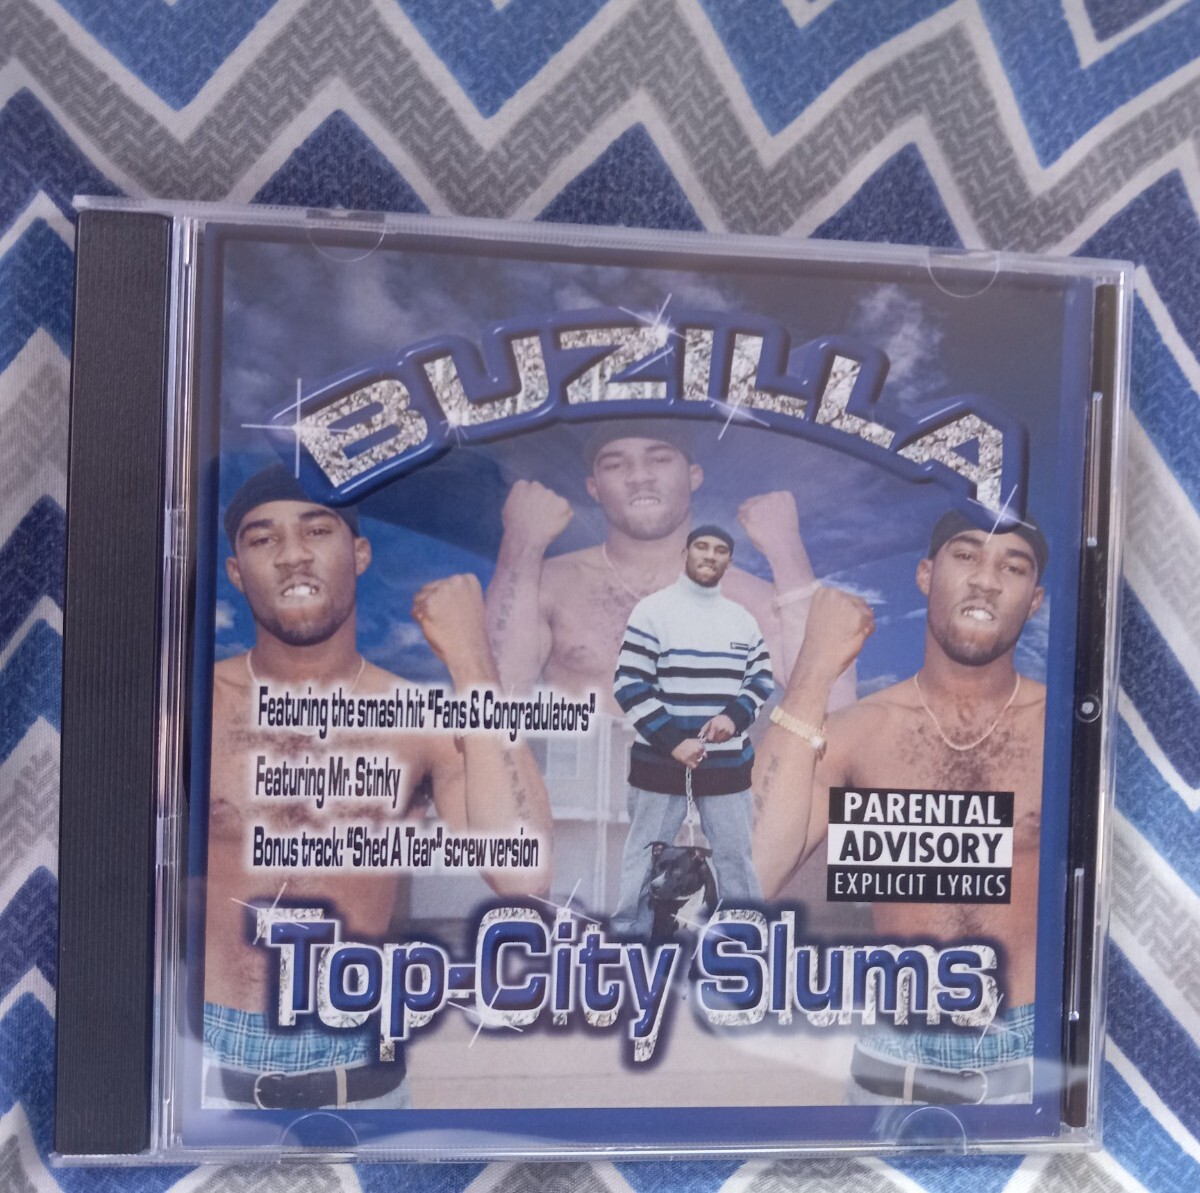 BUZILLA
Featuring the smash hit "Fans & Congradulators"
Featuring Mr. Stinky
Bonus track: "Shed A Tear" screw version
PARENTAL
ADVISORY
EXPLICIT LYRICS
Top-City Slums